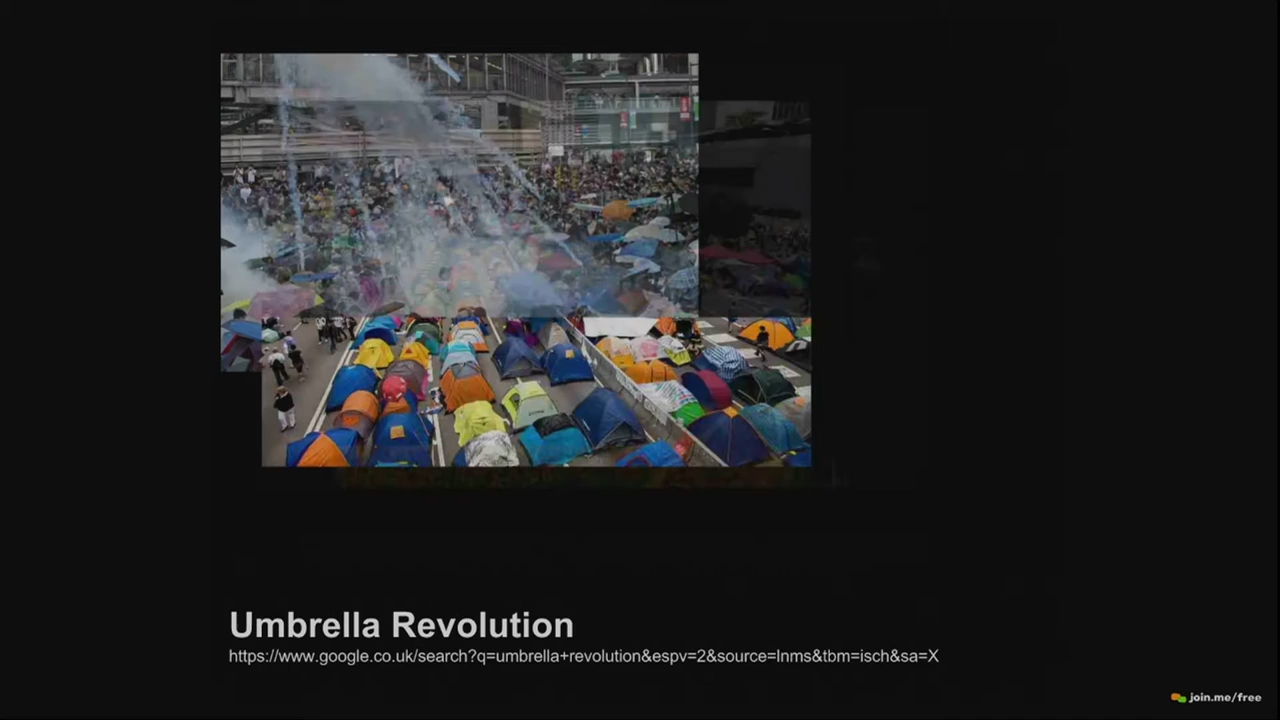 Umbrella Revolution
https://www.google.co.uk/search?q=umbrella+revolution&espv=2&source=lnms&tbm=isch&sa=X
join.me/free